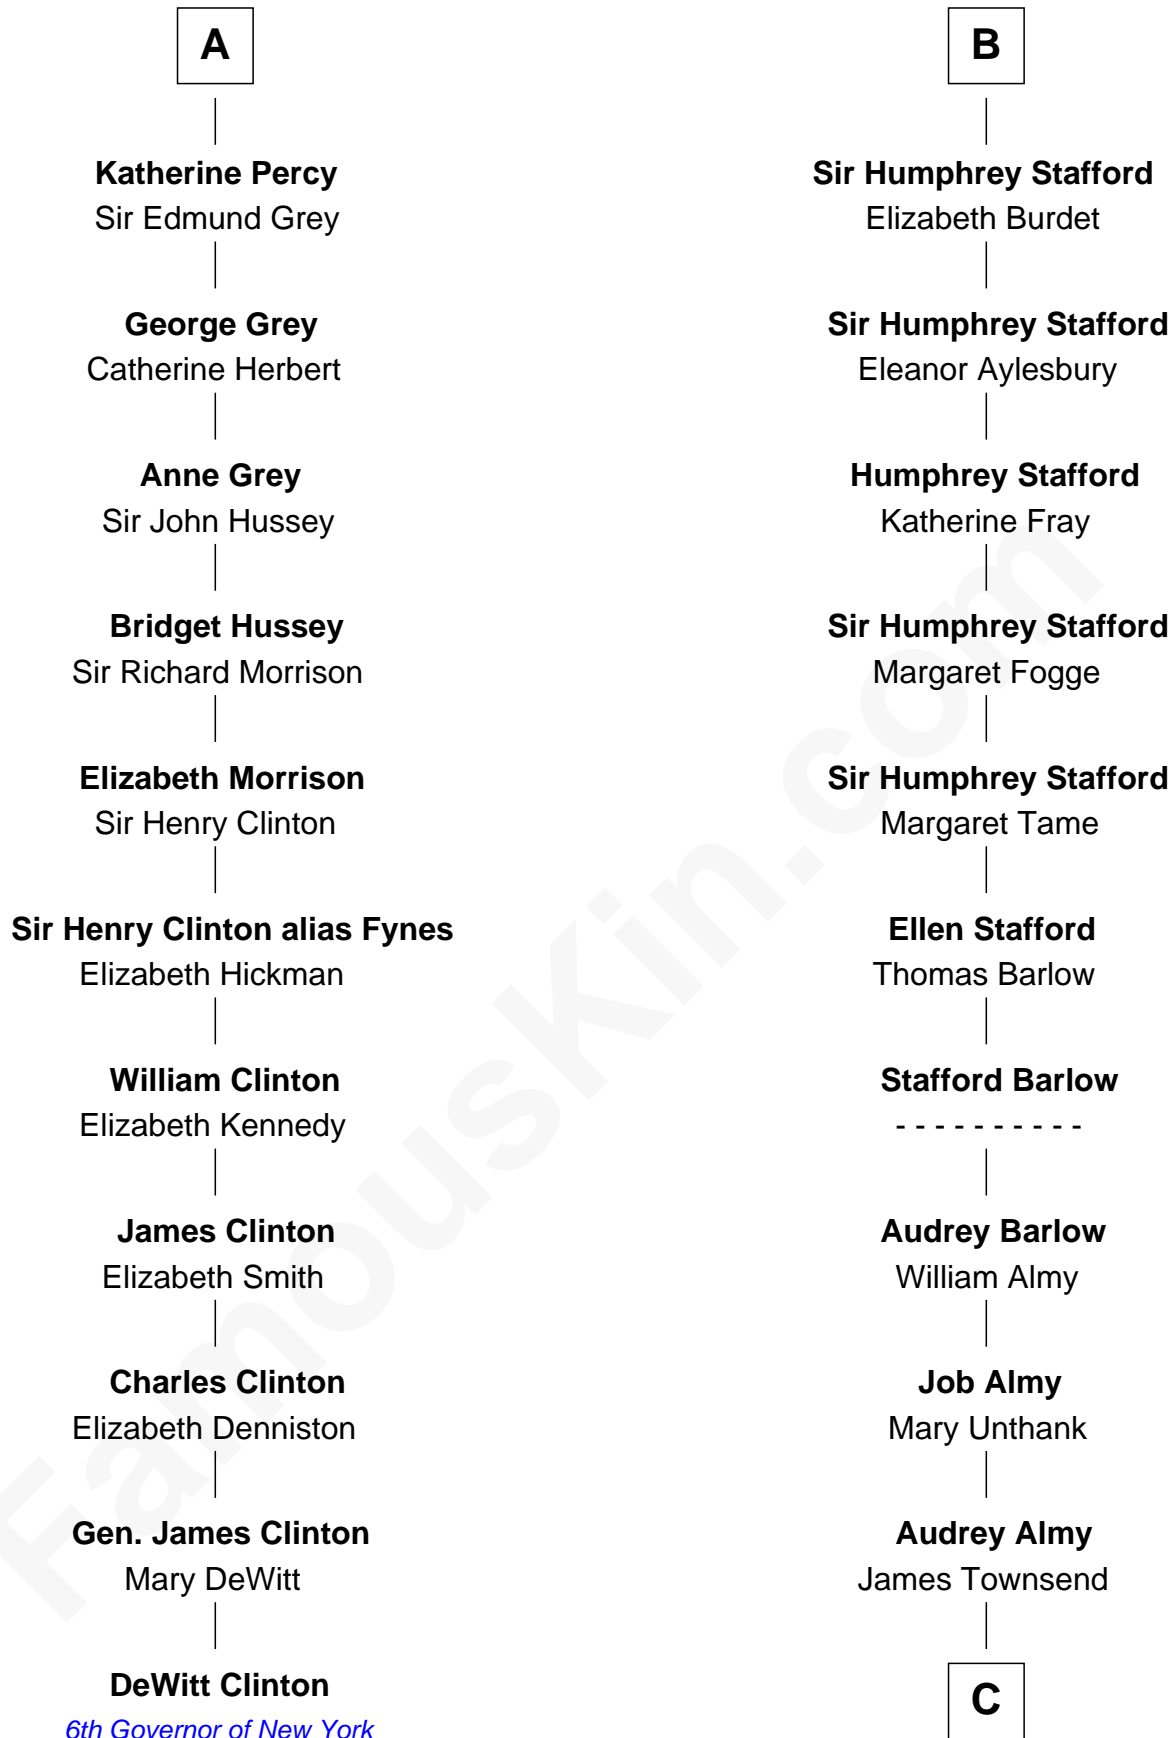 A
Katherine Percy
Sir Edmund Grey
George Grey
Catherine Herbert
Anne Grey
Sir John Hussey
Bridget Hussey
Sir Richard Morrison
Elizabeth Morrison
Sir Henry Clinton
Sir Henry Clinton alias Fynes
Elizabeth Hickman
William Clinton
Elizabeth Kennedy
James Clinton
Elizabeth Smith
Charles Clinton
Elizabeth Denniston
Gen. James Clinton
Mary DeWitt
DeWitt Clinton
6th Governor of New York
B
Sir Humphrey Stafford
Elizabeth Burdet
Sir Humphrey Stafford
Eleanor Aylesbury
Humphrey Stafford
Katherine Fray
Sir Humphrey Stafford
Margaret Fogge
Sir Humphrey Stafford
Margaret Tame
Ellen Stafford
Thomas Barlow
Stafford Barlow
- - - - - - - - - -
Audrey Barlow
William Almy
Job Almy
Mary Unthank
Audrey Almy
James Townsend
C
FamousKin.com